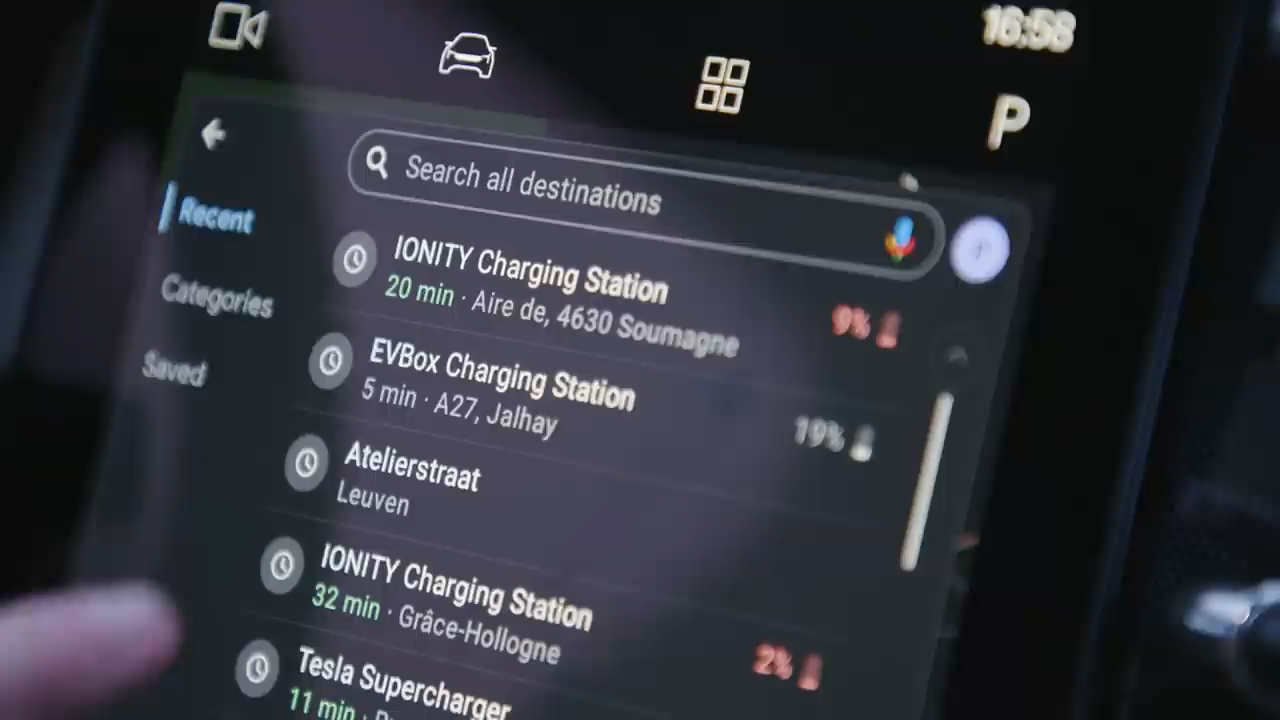 16:58
P
Search all destinations
Recent
Categories
Saved
IONITY Charging Station
20 min · Aire de, 4630 Soumagne
9%
EVBox Charging Station
5 min · A27, Jalhay
19%
Atelierstraat
Leuven
IONITY Charging Station
32 min · Grâce-Hollogne
2%
Tesla Supercharger
11 min ·